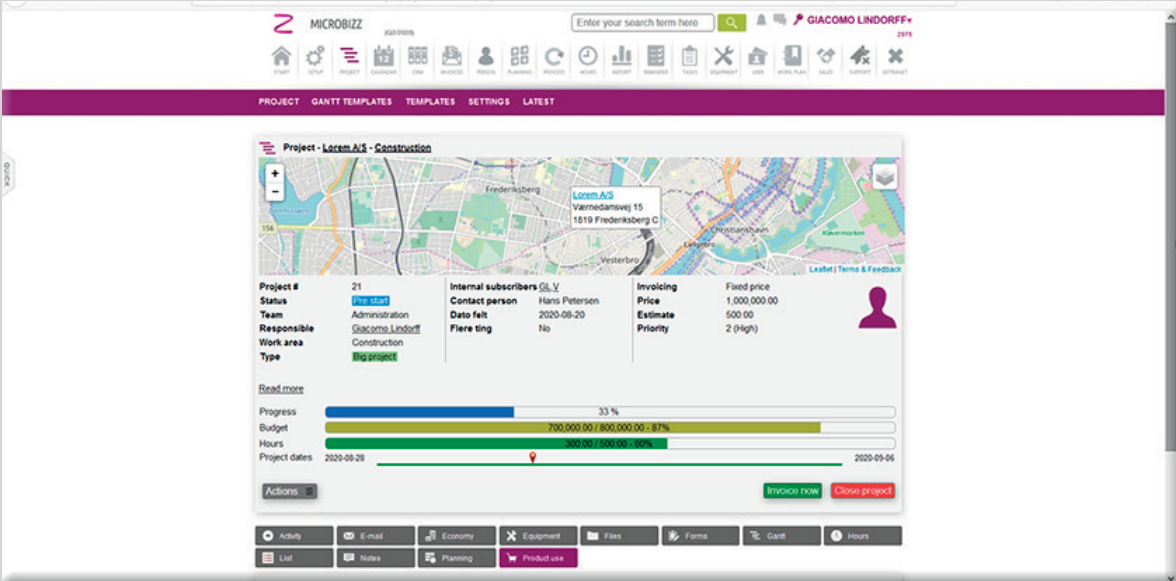 MICROBIZZ
(Q2/2020)
Enter your search term here
GIACOMO LINDORFF
2975
START SETUP PROJECT CALENDAR CRM INVOICES PERSON PLANNING PROCESS HOURS REPORT REMINDER TASKS EQUIPMENT USER WORK PLAN SALES SUPPORT EXTRANET
PROJECT GANTT TEMPLATES TEMPLATES SETTINGS LATEST
QUICK
Project - Lorem A/S - Construction
+
−
Frederiksberg
Lorem A/S
Værnedamsvej 15
1819 Frederiksberg C
156
Christianshavn
Kløvermarken
Langebro
Vesterbro
Leaflet | Terms & Feedback
Project # 21 Internal subscribers GL, V Invoicing Fixed price
Status Pre start Contact person Hans Petersen Price 1,000,000.00
Team Administration Dato felt 2020-08-20 Estimate 500:00
Responsible Giacomo Lindorff Flere ting No Priority 2 (High)
Work area Construction
Type Big project
Read more
Progress 33 %
Budget 700,000.00 / 800,000.00 - 87%
Hours 300:00 / 500:00 - 60%
Project dates 2020-08-28 2020-09-06
Actions Invoice now Close project
Activity E-mail Economy Equipment Files Forms Gantt Hours
List Notes Planning Product use